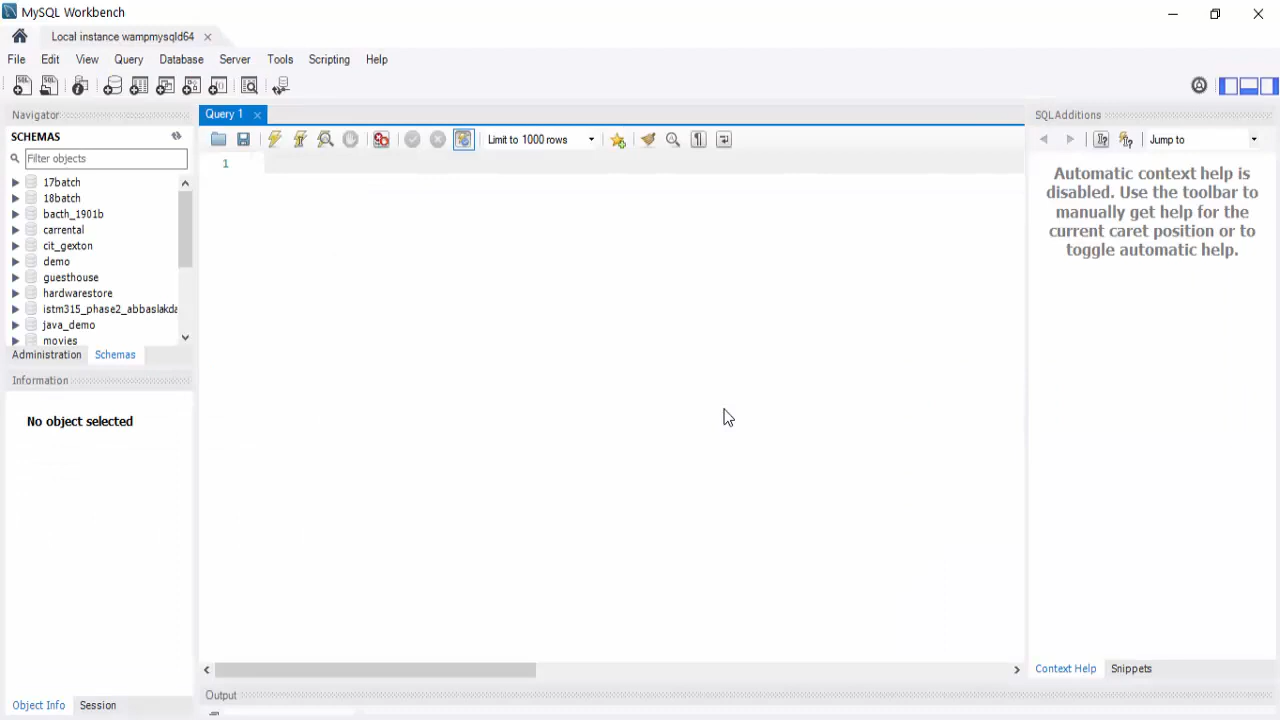 MySQL Workbench
Local instance wampmysqld64
File Edit View Query Database Server Tools Scripting Help
Navigator
SCHEMAS
Filter objects
17batch
18batch
bacth_1901b
carrental
cit_gexton
demo
guesthouse
hardwarestore
istm315_phase2_abbaslakda
java_demo
movies
Administration Schemas
Information
No object selected
Object Info Session
Query 1
Limit to 1000 rows
1
Output
SQLAdditions
Jump to
Automatic context help is
disabled. Use the toolbar to
manually get help for the
current caret position or to
toggle automatic help.
Context Help Snippets